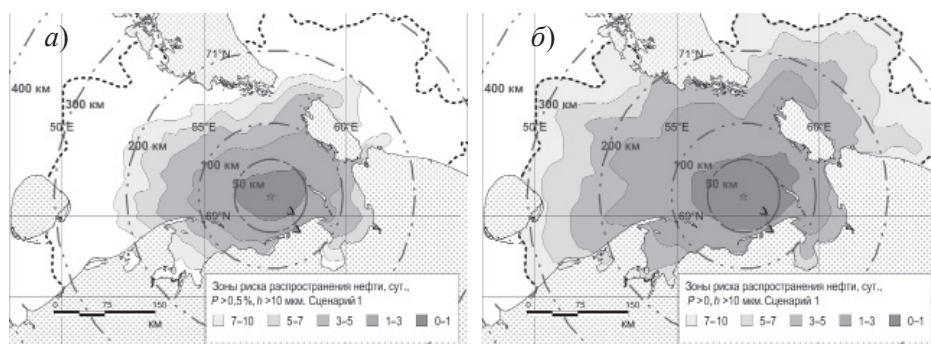 а)
71°N
400 км
300 км
50°E
55°E
60°E
200 км
100 км
50 км
69°N
Зоны риска распространения нефти, сут.,
P > 0,5 %, h > 10 мкм. Сценарий 1
7–10 5–7 3–5 1–3 0–1
0 75 150
км
б)
71°N
400 км
300 км
50°E
55°E
60°E
200 км
100 км
50 км
69°N
Зоны риска распространения нефти, сут.,
P > 0, h > 10 мкм. Сценарий 1
7–10 5–7 3–5 1–3 0–1
0 75 150
км